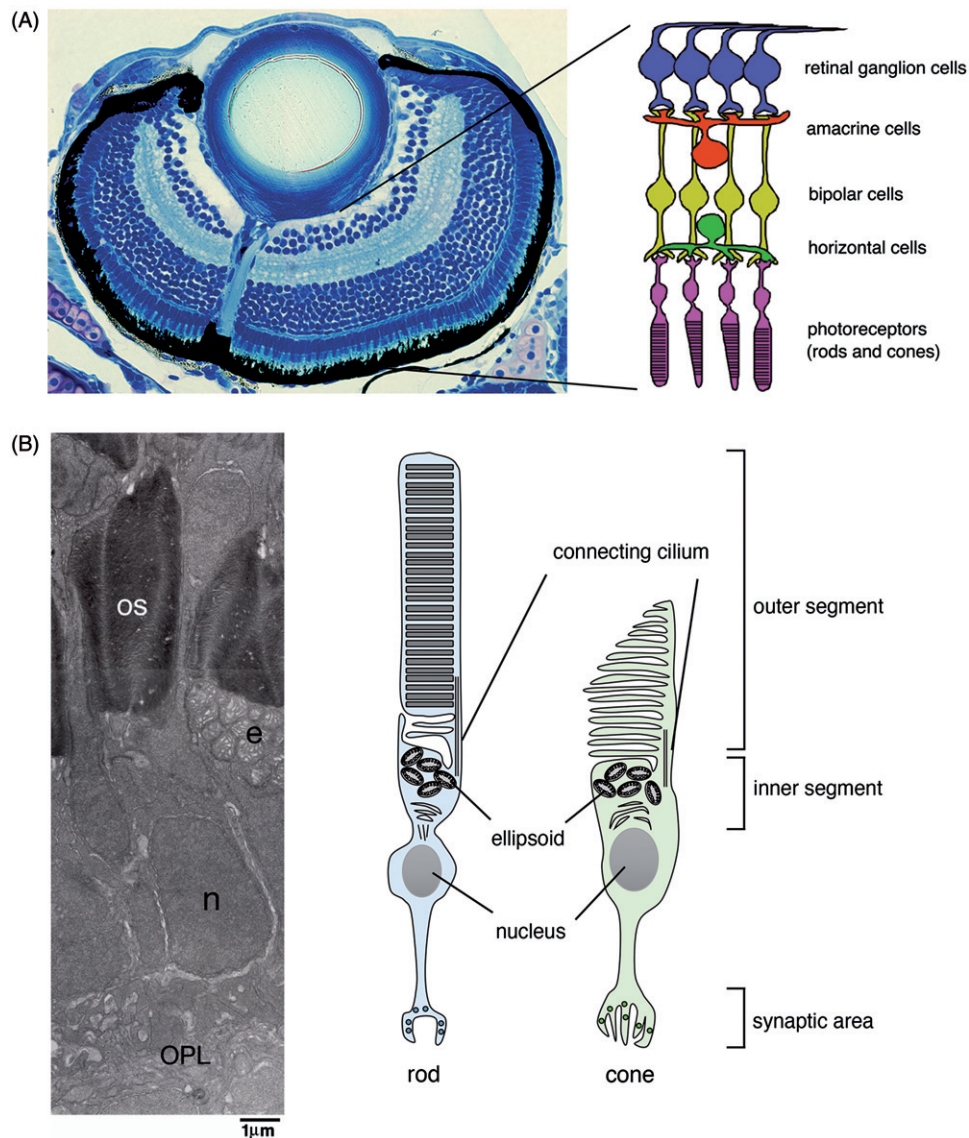 (A)
retinal ganglion cells
amacrine cells
bipolar cells
horizontal cells
photoreceptors
(rods and cones)
(B)
os
e
n
OPL
1µm
connecting cilium
outer segment
inner segment
ellipsoid
nucleus
synaptic area
rod
cone